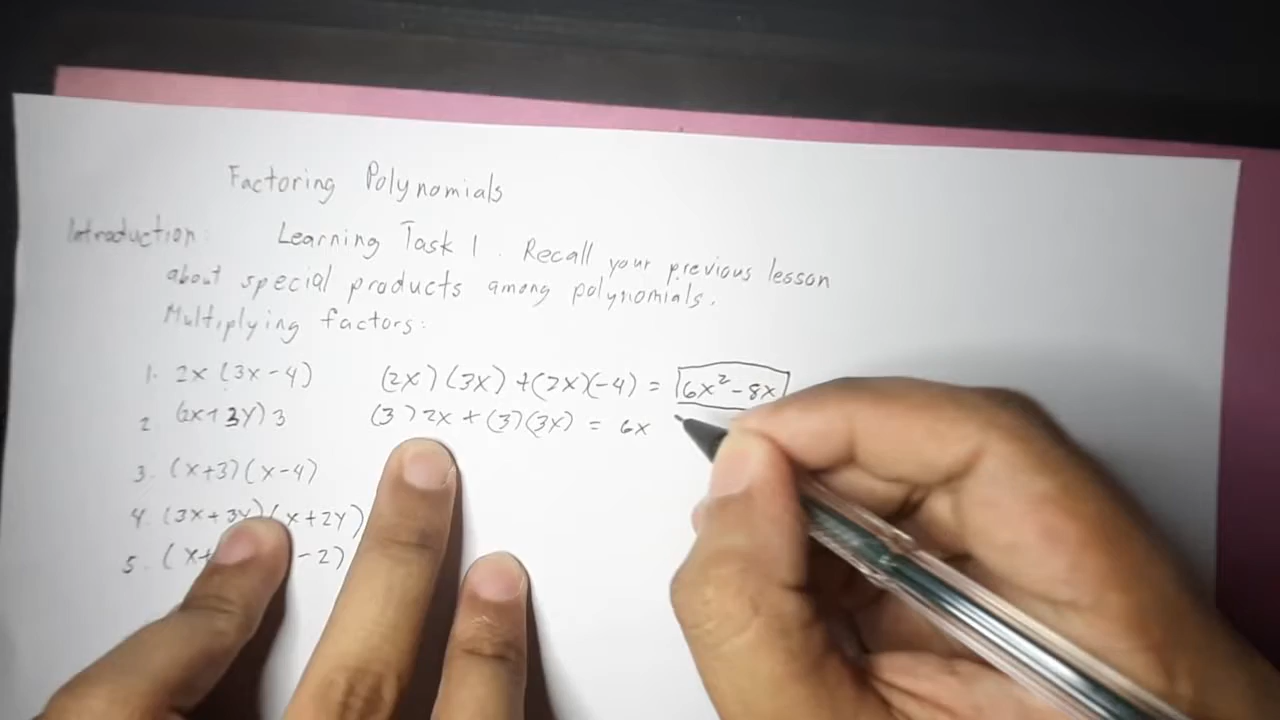 Factoring Polynomials
Introduction: Learning Task 1. Recall your previous lesson
about special products among polynomials.
Multiplying factors:
1. 2x (3x - 4) (2x)(3x) + (2x)(-4) = 6x² - 8x
2 (2x + 3y) 3 (3) 2x + (3)(3x) = 6x
3. (x+3)(x-4)
4. (3x + 3y)(x + 2y)
5. (x+ - 2)